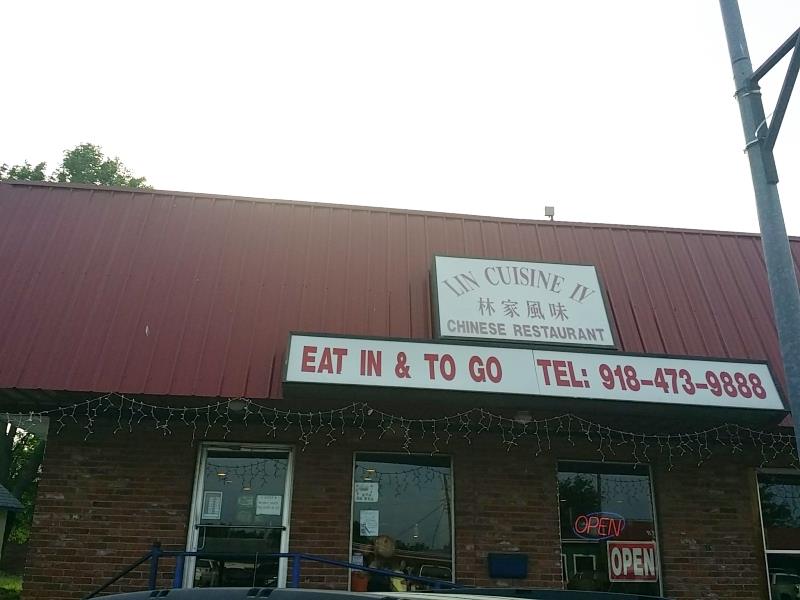 LIN CUISINE IV
林家風味
CHINESE RESTAURANT
EAT IN & TO GO TEL: 918-473-9888
OPEN
OPEN